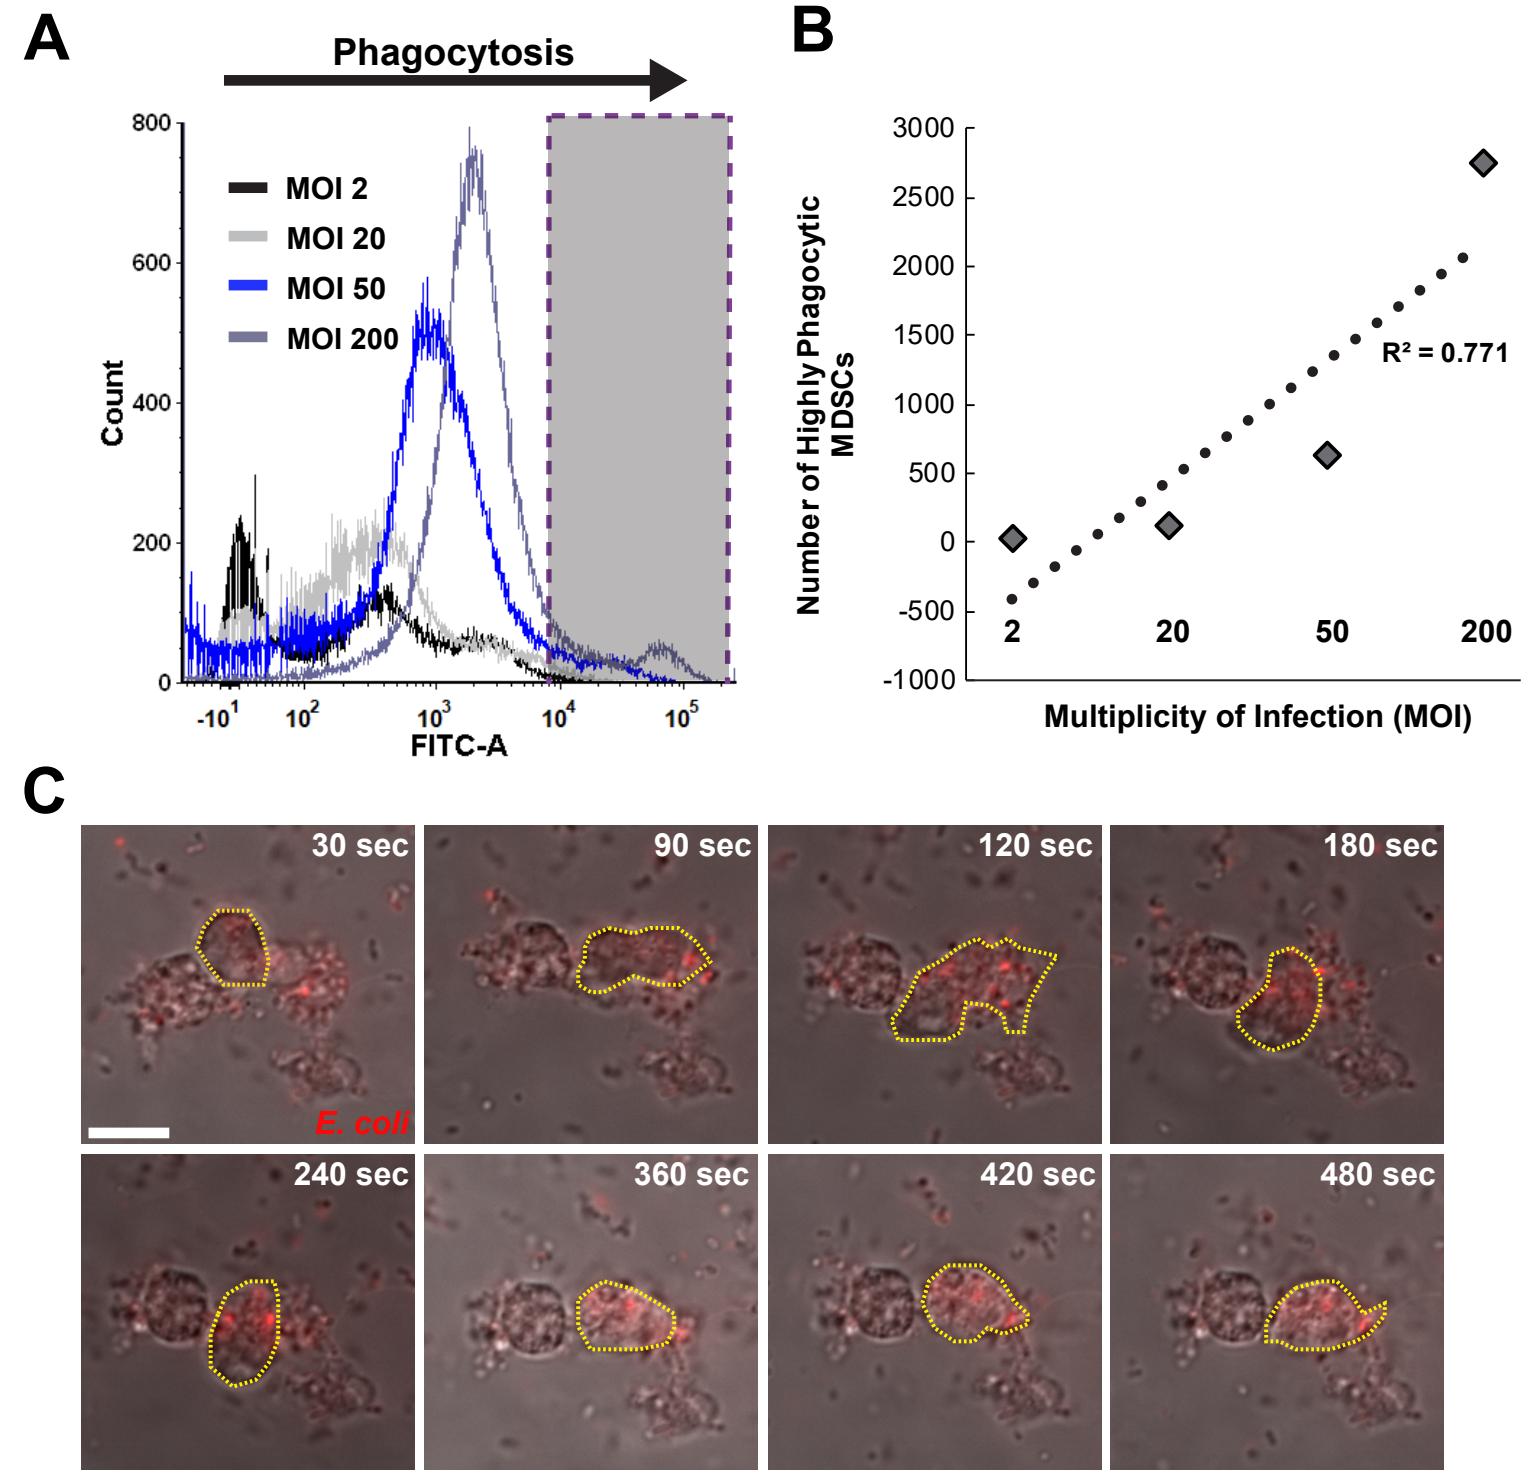 A
Phagocytosis
800
600
400
200
0
Count
MOI 2
MOI 20
MOI 50
MOI 200
-10¹
10²
10³
10⁴
10⁵
FITC-A
B
3000
2500
2000
1500
1000
500
0
-500
-1000
Number of Highly Phagocytic
MDSCs
R² = 0.771
2
20
50
200
Multiplicity of Infection (MOI)
C
30 sec
90 sec
120 sec
180 sec
E. coli
240 sec
360 sec
420 sec
480 sec